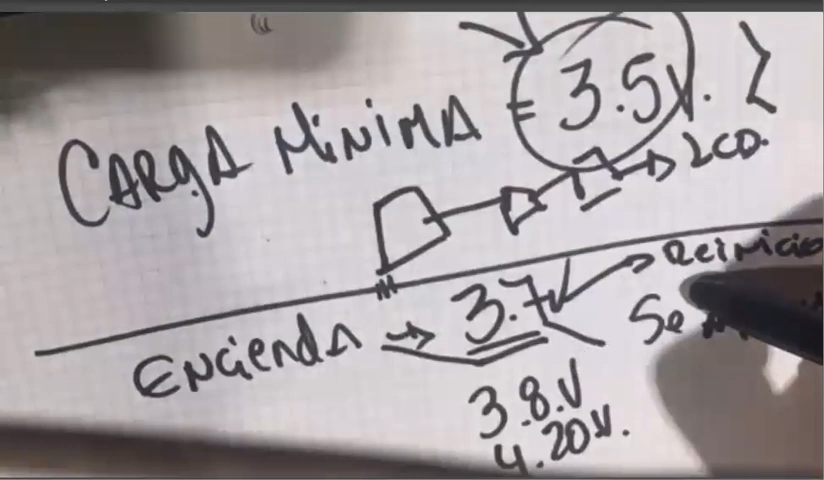 CARGA MiNiMA = 3.5V.
LCD.
Reinicio
ENCiENDA → 3.7V
Se
3.8.V
4.20V.